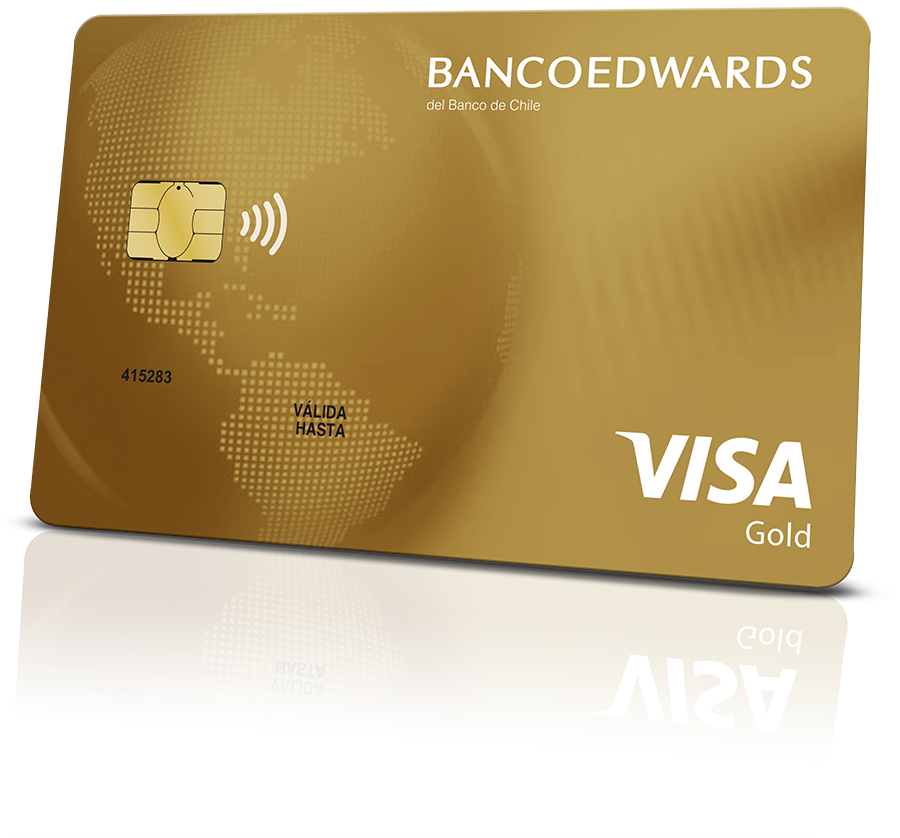 BANCOEDWARDS
del Banco de Chile
415283
VÁLIDA
HASTA
VISA
Gold